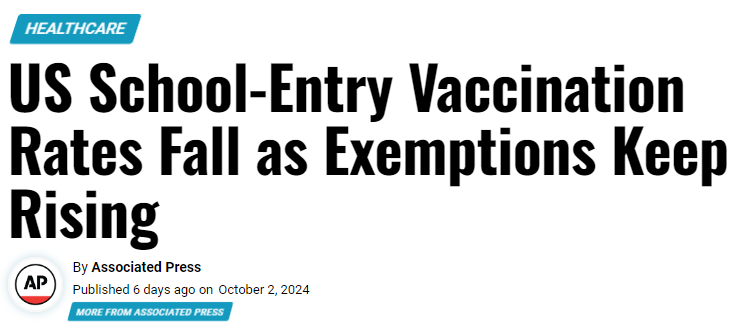 HEALTHCARE
US School-Entry Vaccination
Rates Fall as Exemptions Keep
Rising
AP
By Associated Press
Published 6 days ago on October 2, 2024
MORE FROM ASSOCIATED PRESS